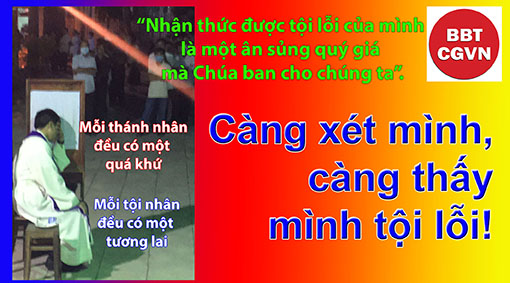 “Nhận thức được tội lỗi của mình
là một ân sủng quý giá
mà Chúa ban cho chúng ta”.
BBT
CGVN
Mỗi thánh nhân
đều có một
quá khứ
Mỗi tội nhân
đều có một
tương lai
Càng xét mình,
càng thấy
mình tội lỗi!